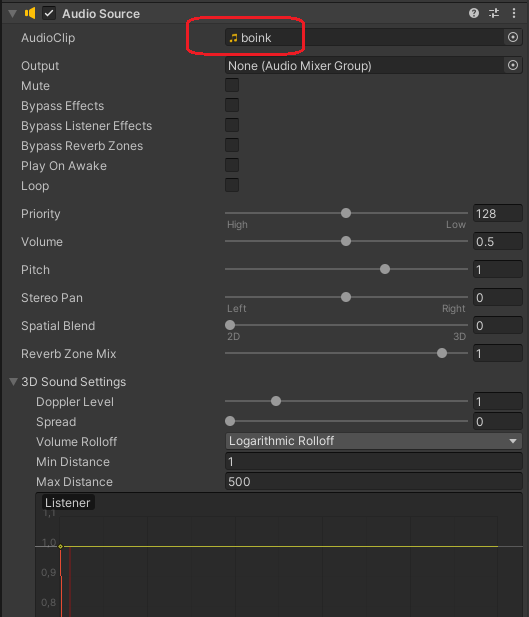 Audio Source
AudioClip boink
Output None (Audio Mixer Group)
Mute
Bypass Effects
Bypass Listener Effects
Bypass Reverb Zones
Play On Awake
Loop
Priority 128
High Low
Volume 0.5
Pitch 1
Stereo Pan 0
Left Right
Spatial Blend 0
2D 3D
Reverb Zone Mix 1
3D Sound Settings
Doppler Level 1
Spread 0
Volume Rolloff Logarithmic Rolloff
Min Distance 1
Max Distance 500
Listener
1,1
1,0
0,9
0,8